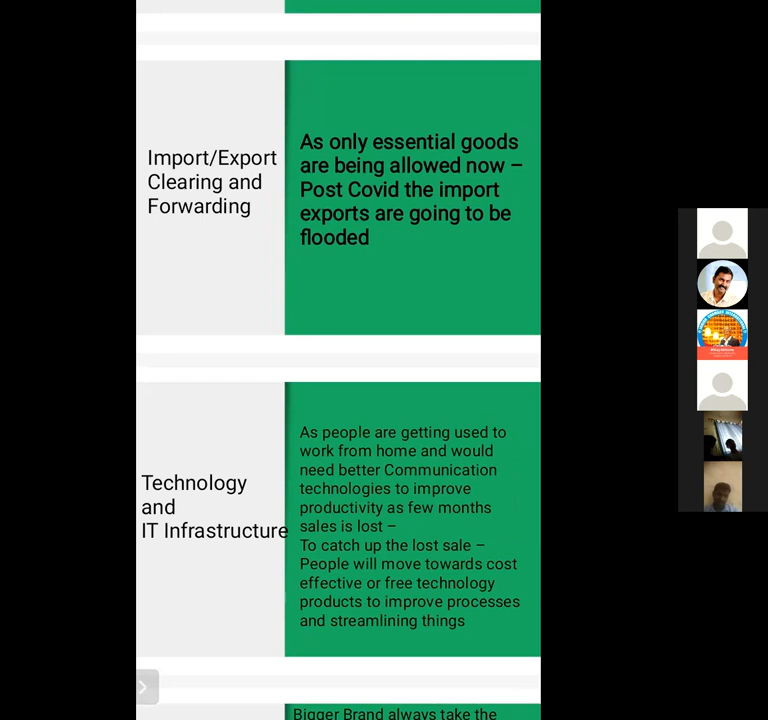 Import/Export
Clearing and
Forwarding
As only essential goods
are being allowed now –
Post Covid the import
exports are going to be
flooded
Technology
and
IT Infrastructure
As people are getting used to
work from home and would
need better Communication
technologies to improve
productivity as few months
sales is lost –
To catch up the lost sale –
People will move towards cost
effective or free technology
products to improve processes
and streamlining things
Bigger Brand always take the